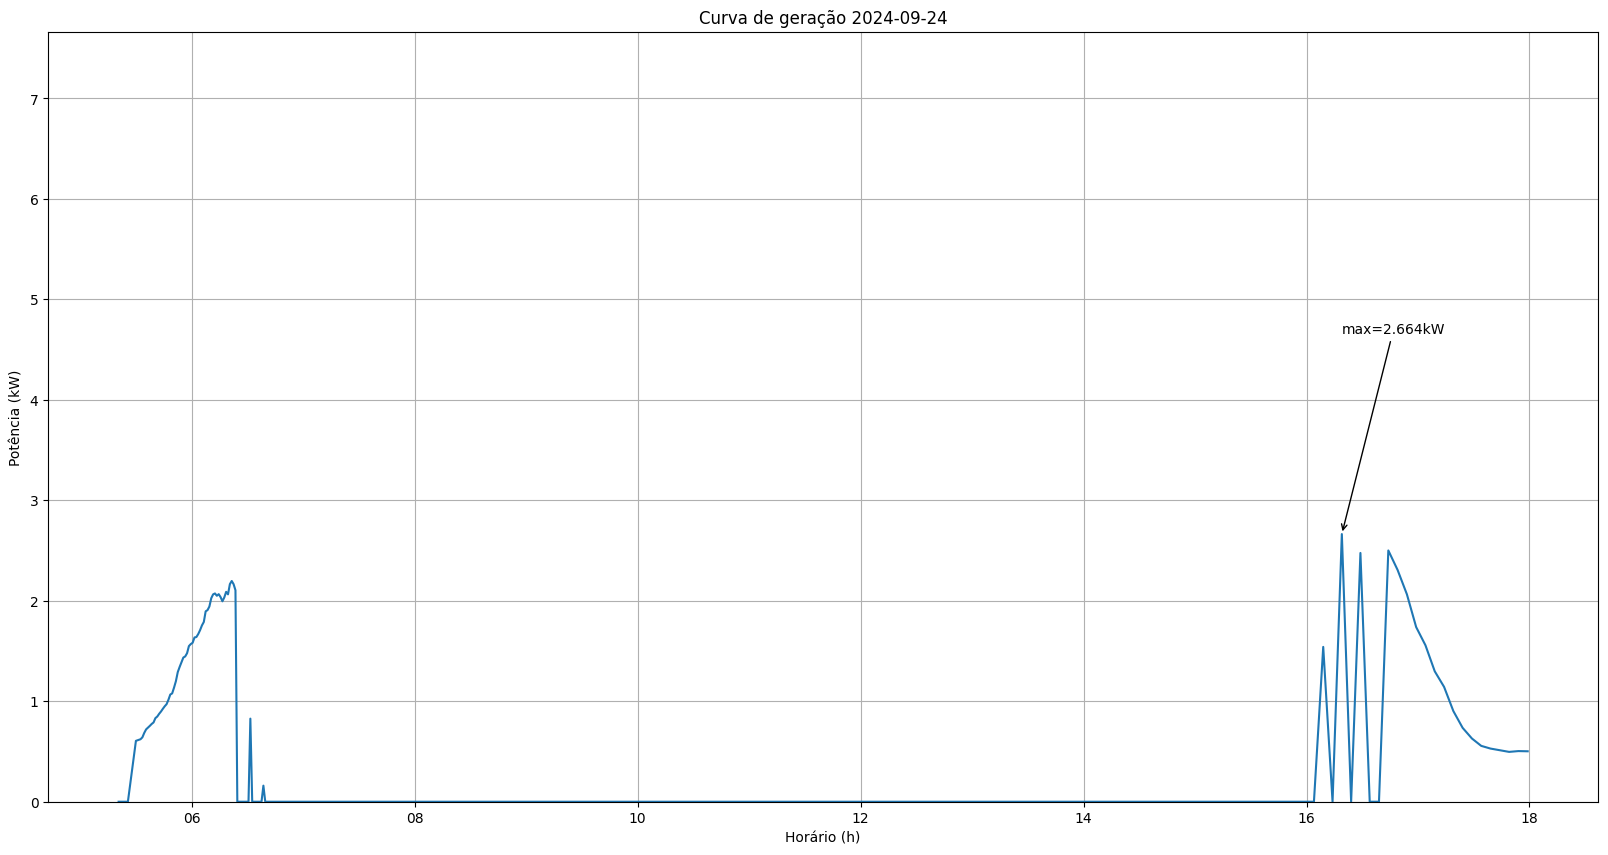 Curva de geração 2024-09-24
7
6
5
max=2.664kW
4
Potência (kW)
3
2
1
0
06 08 10 12 14 16 18
Horário (h)